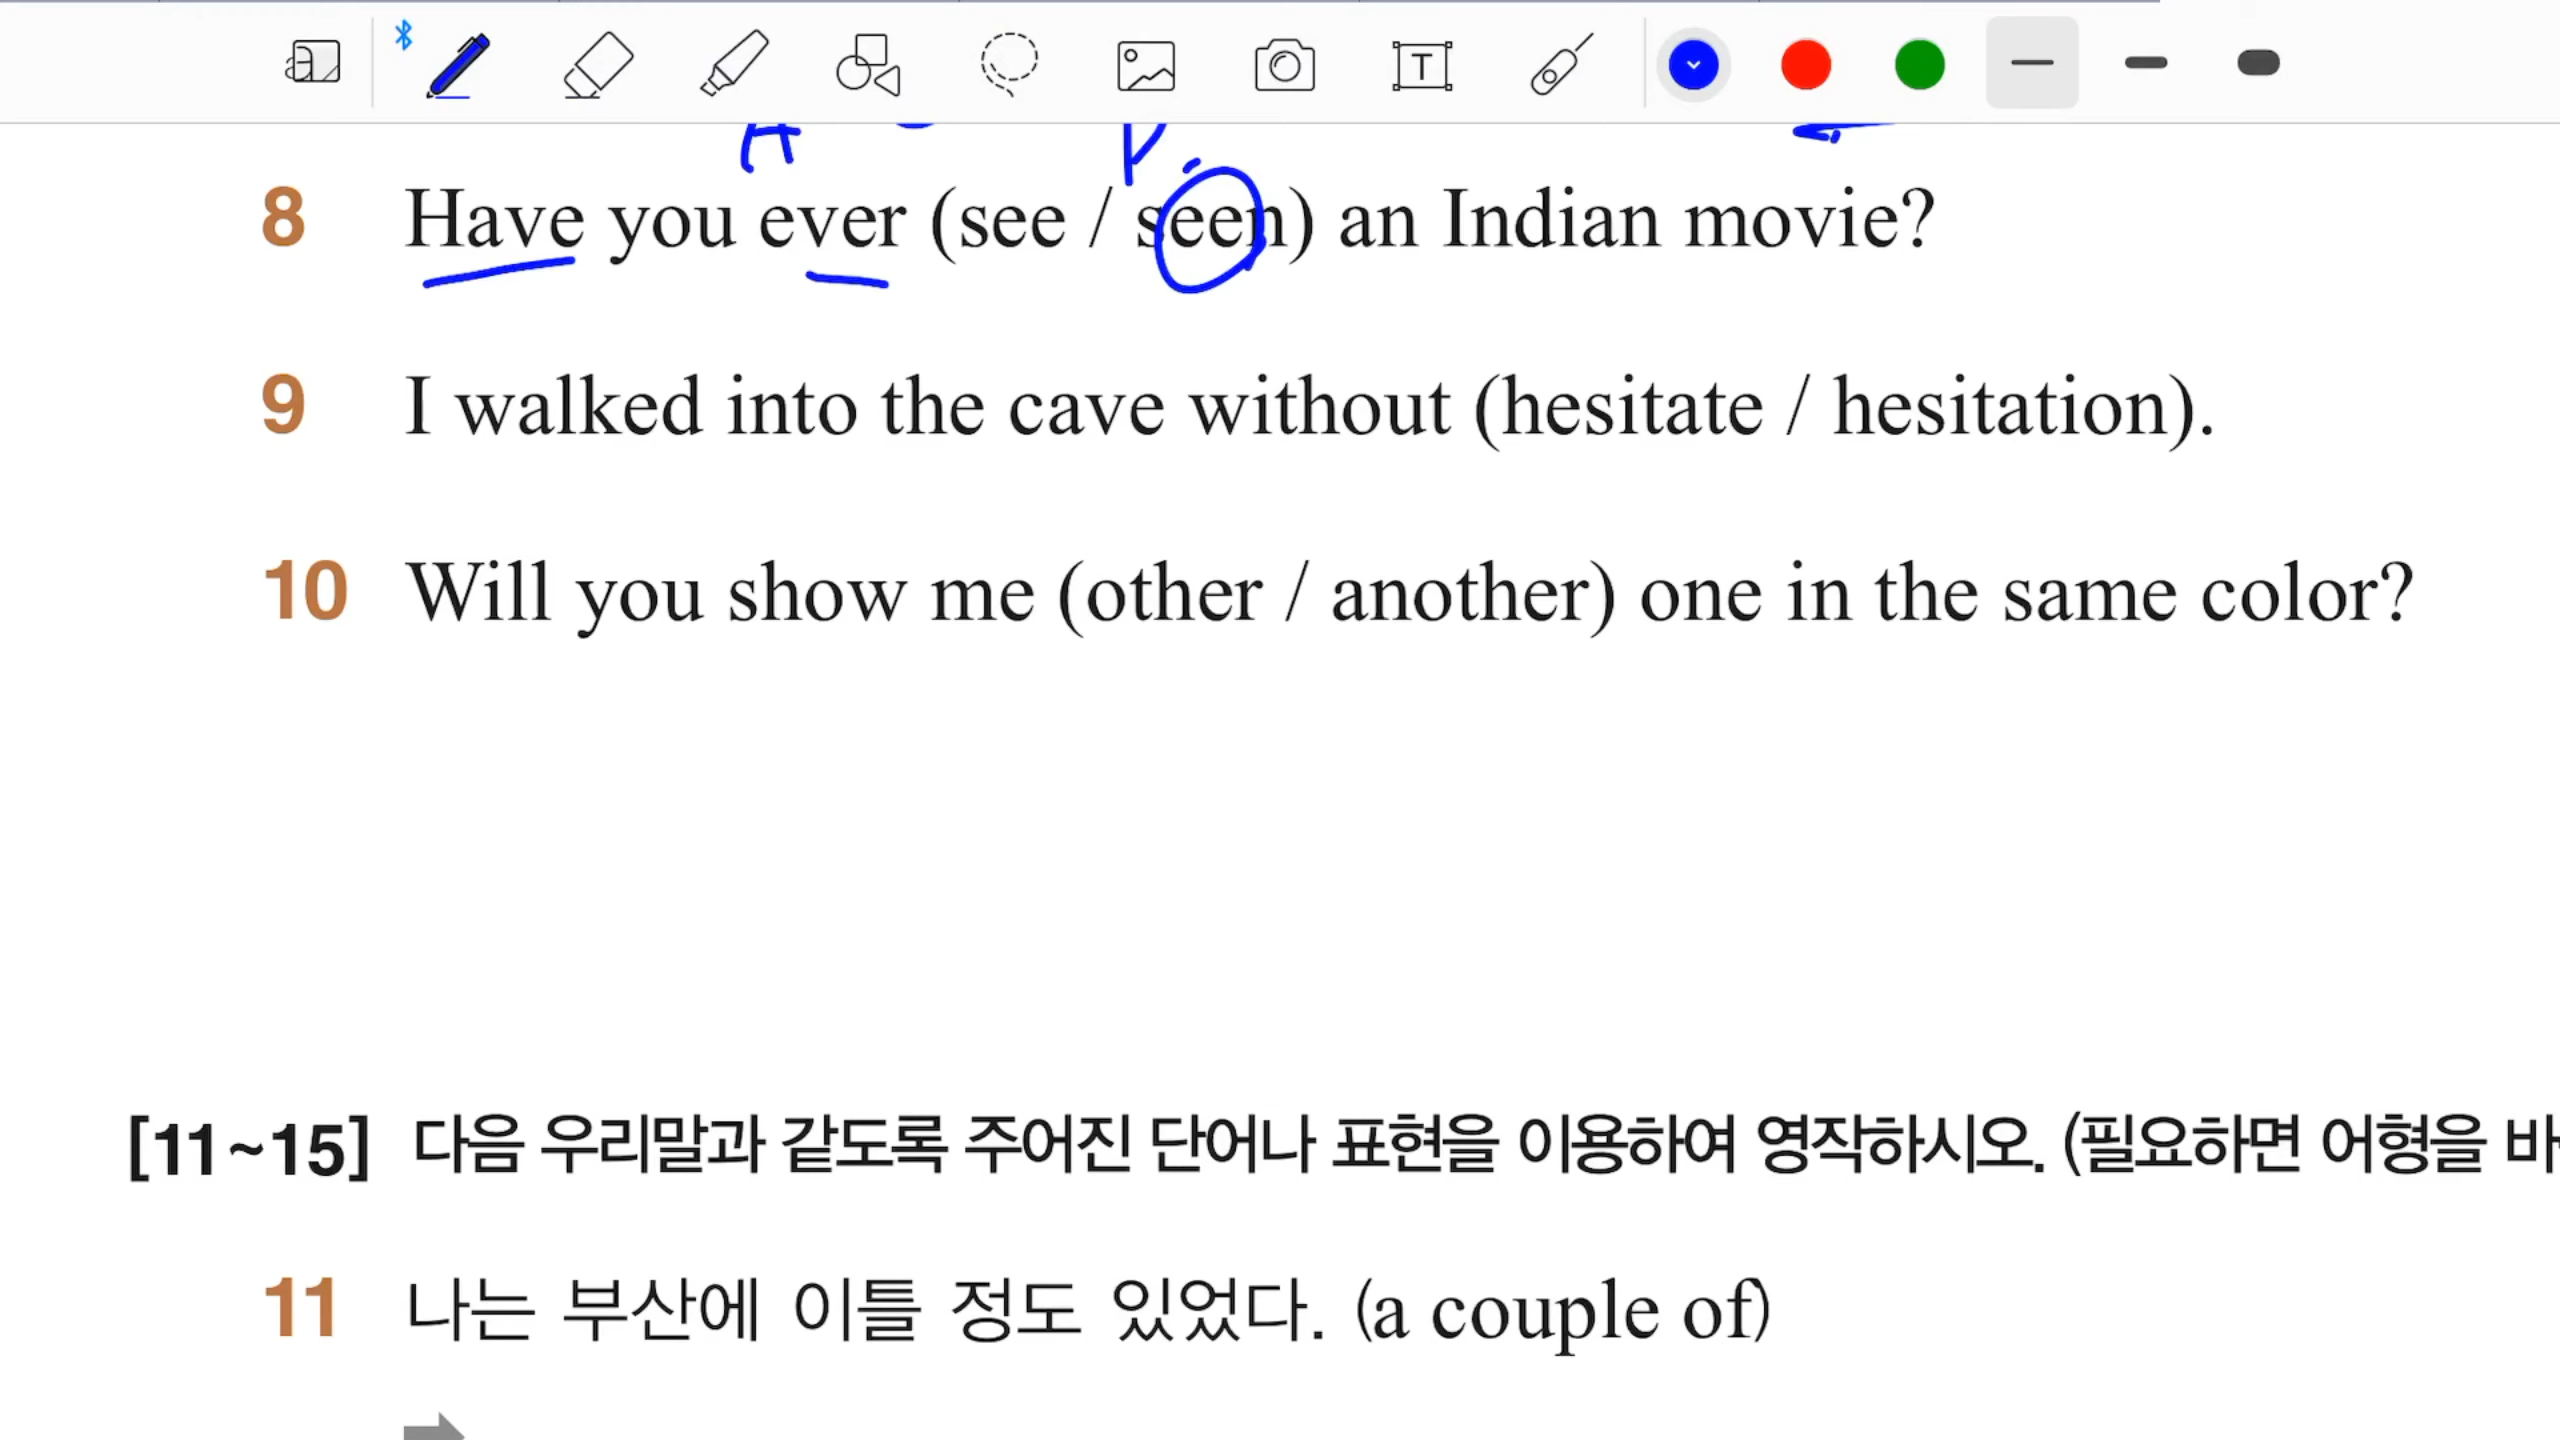 A P.
8 Have you ever (see / seen) an Indian movie?
9 I walked into the cave without (hesitate / hesitation).
10 Will you show me (other / another) one in the same color?
[11~15] 다음 우리말과 같도록 주어진 단어나 표현을 이용하여 영작하시오. (필요하면 어형을 바
11 나는 부산에 이틀 정도 있었다. (a couple of)